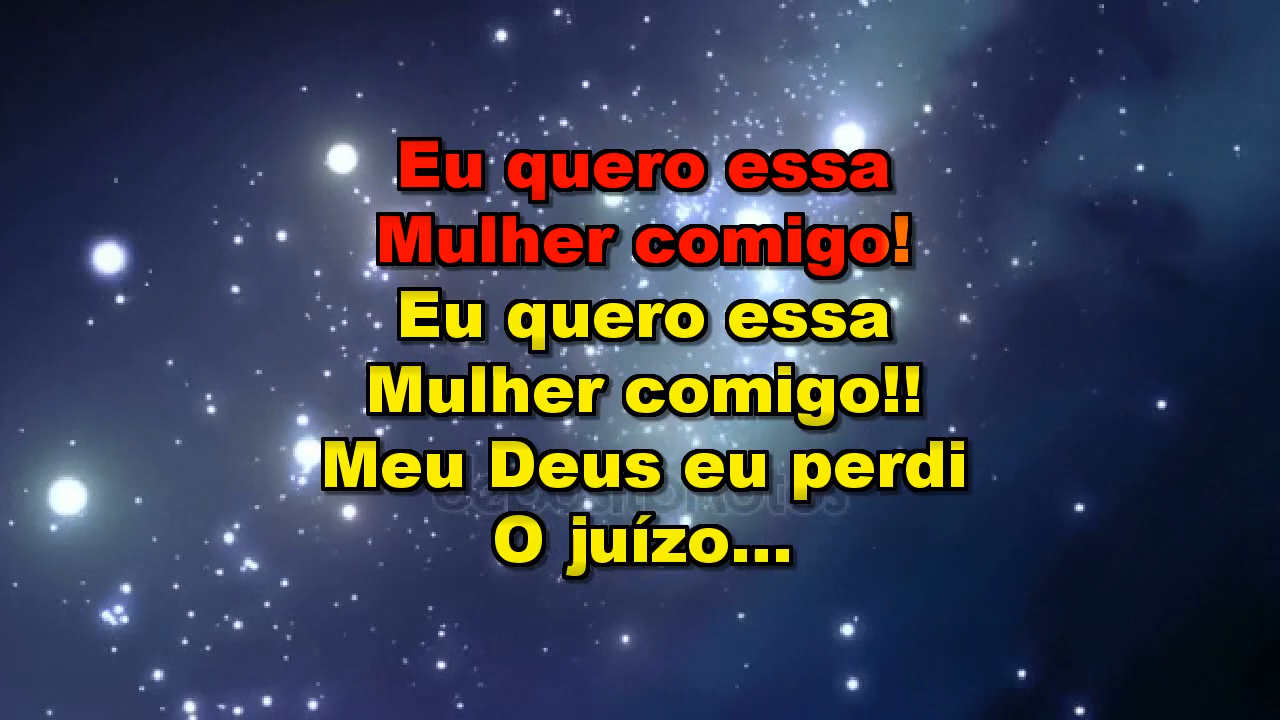 Eu quero essa
Mulher comigo!
Eu quero essa
Mulher comigo!!
Meu Deus eu perdi
O juízo...